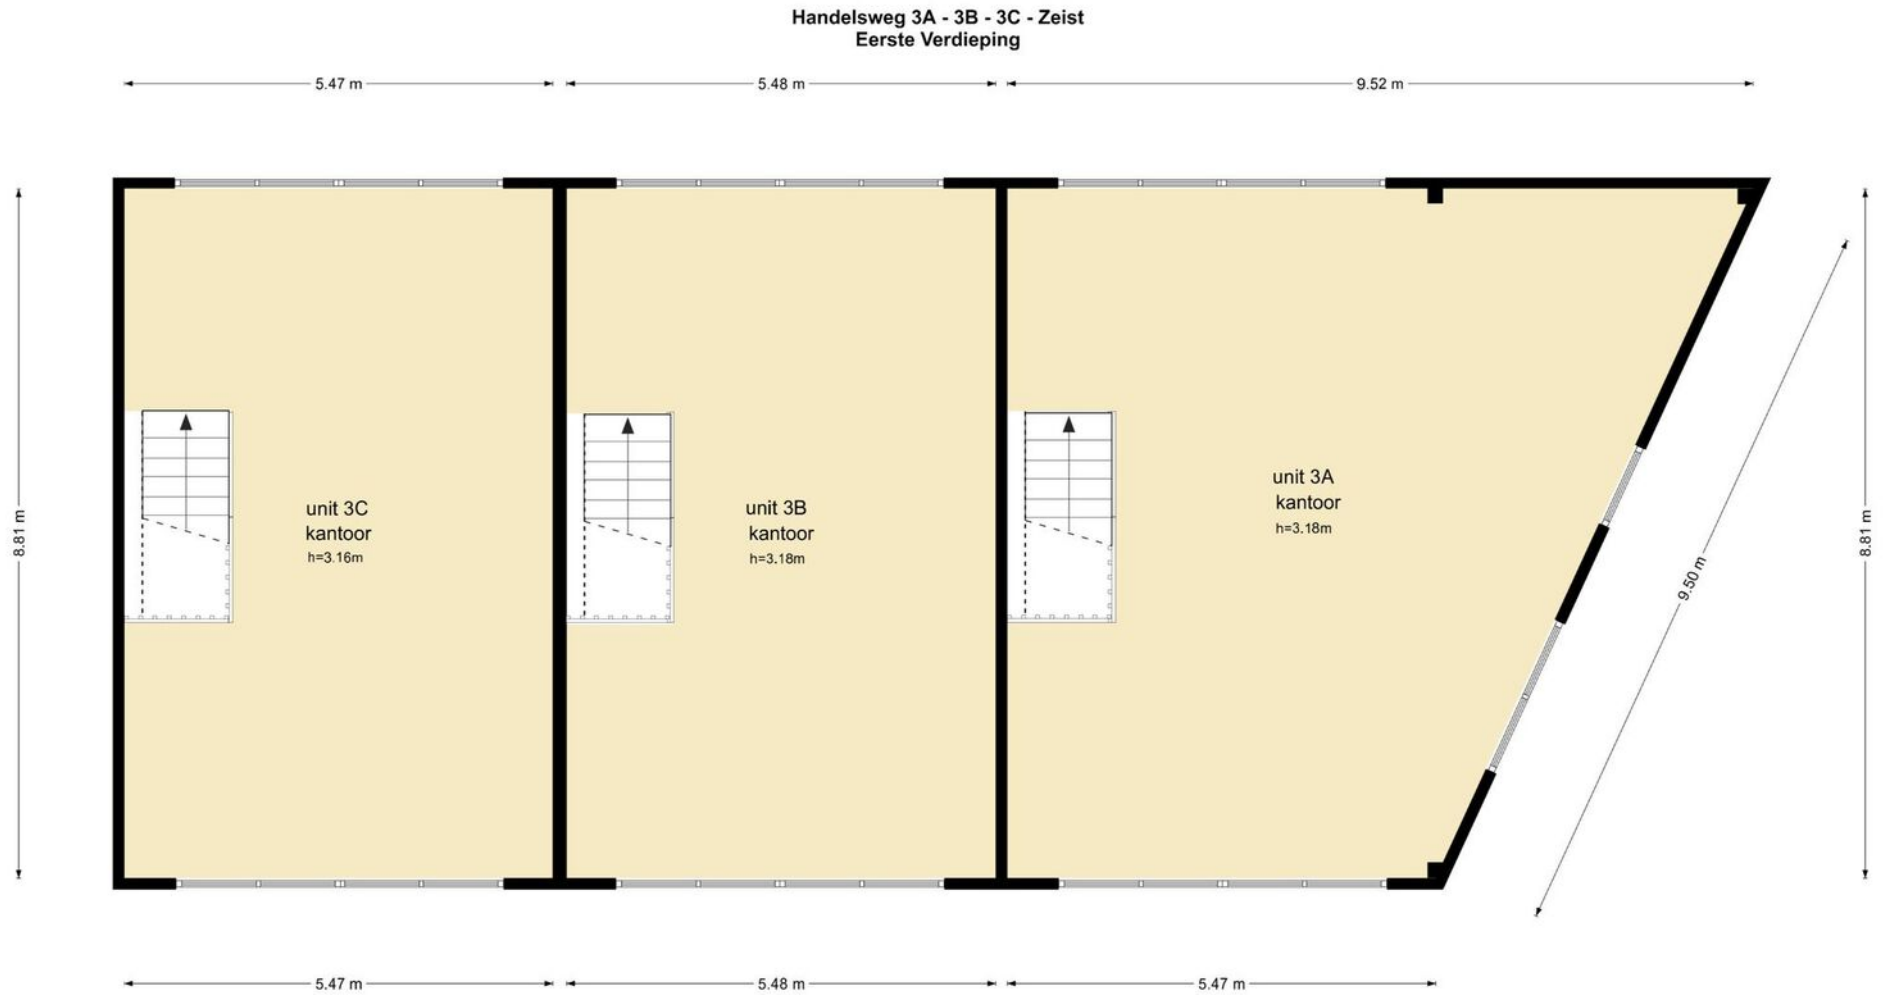 Handelsweg 3A - 3B - 3C - Zeist
Eerste Verdieping
5.47 m
5.48 m
9.52 m
8.81 m
unit 3C
kantoor
h=3.16m
unit 3B
kantoor
h=3.18m
unit 3A
kantoor
h=3.18m
9.50 m
8.81 m
5.47 m
5.48 m
5.47 m